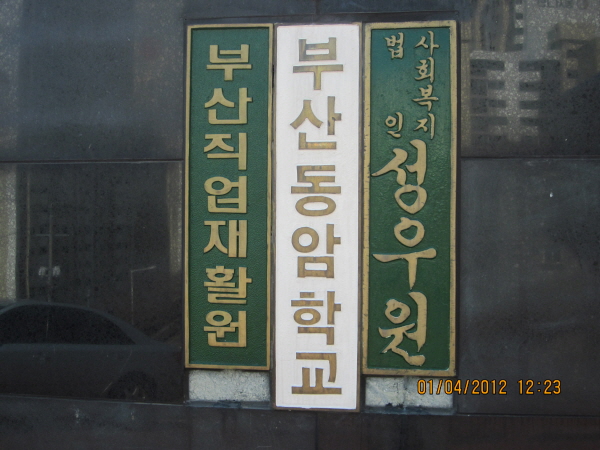 부산직업재활원
부산동암학교
사회복지
법인
성우원
01/04/2012 12:23